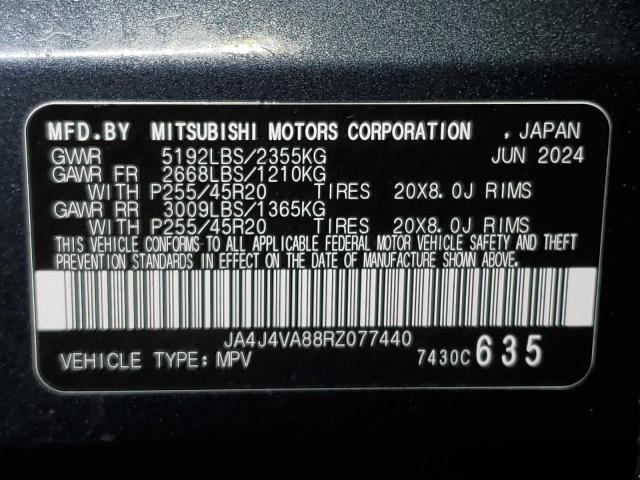 MFD.BY MITSUBISHI MOTORS CORPORATION , JAPAN
GVWR 5192LBS/2355KG JUN 2024
GAWR FR 2668LBS/1210KG
WITH P255/45R20 TIRES 20X8.0J RIMS
GAWR RR 3009LBS/1365KG
WITH P255/45R20 TIRES 20X8.0J RIMS
THIS VEHICLE CONFORMS TO ALL APPLICABLE FEDERAL MOTOR VEHICLE SAFETY AND THEFT
PREVENTION STANDARDS IN EFFECT ON THE DATE OF MANUFACTURE SHOWN ABOVE.
JA4J4VA88RZ077440
VEHICLE TYPE: MPV 7430C 635